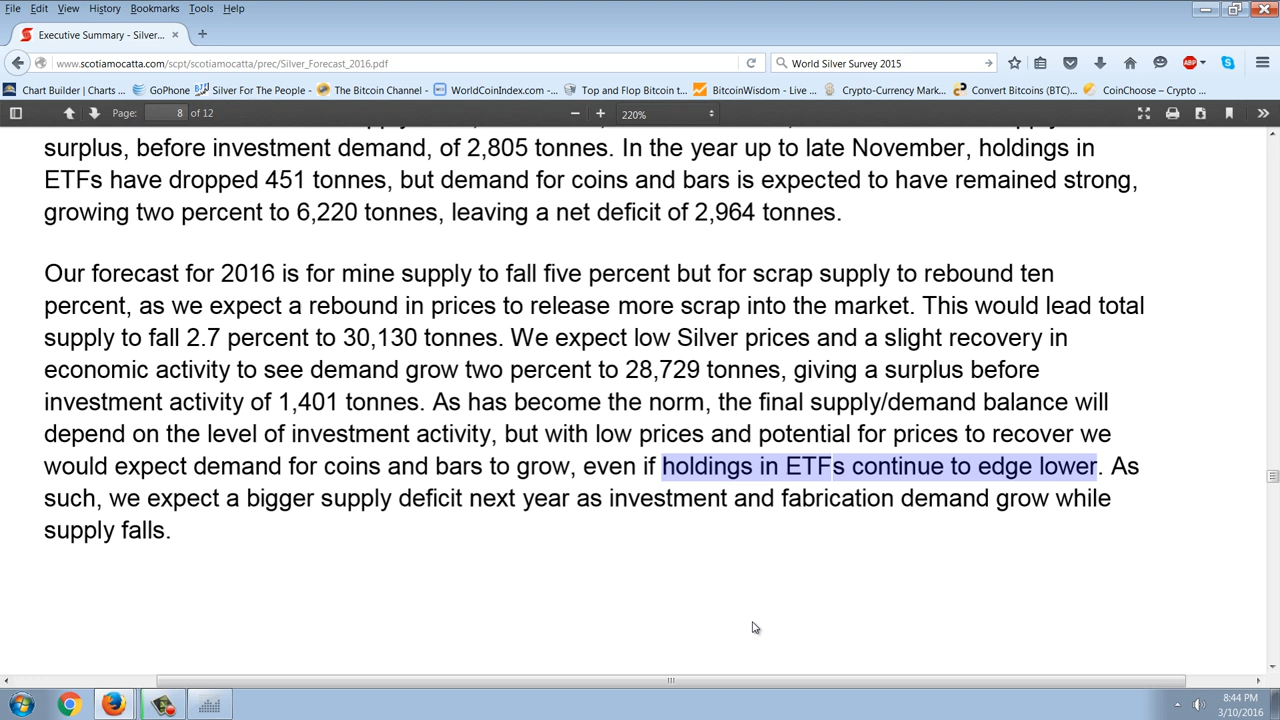 File Edit View History Bookmarks Tools Help
Executive Summary - Silver...
www.scotiamocatta.com/scpt/scotiamocatta/prec/Silver_Forecast_2016.pdf
World Silver Survey 2015
ABP
Chart Builder | Charts ...
GoPhone
Silver For The People -
The Bitcoin Channel -
WorldCoinIndex.com -...
Top and Flop Bitcoin t...
BitcoinWisdom - Live ...
Crypto-Currency Mark...
Convert Bitcoins (BTC)...
CoinChoose – Crypto ...
Page: 8 of 12
220%
surplus, before investment demand, of 2,805 tonnes. In the year up to late November, holdings in
ETFs have dropped 451 tonnes, but demand for coins and bars is expected to have remained strong,
growing two percent to 6,220 tonnes, leaving a net deficit of 2,964 tonnes.
Our forecast for 2016 is for mine supply to fall five percent but for scrap supply to rebound ten
percent, as we expect a rebound in prices to release more scrap into the market. This would lead total
supply to fall 2.7 percent to 30,130 tonnes. We expect low Silver prices and a slight recovery in
economic activity to see demand grow two percent to 28,729 tonnes, giving a surplus before
investment activity of 1,401 tonnes. As has become the norm, the final supply/demand balance will
depend on the level of investment activity, but with low prices and potential for prices to recover we
would expect demand for coins and bars to grow, even if holdings in ETFs continue to edge lower. As
such, we expect a bigger supply deficit next year as investment and fabrication demand grow while
supply falls.
8:44 PM
3/10/2016